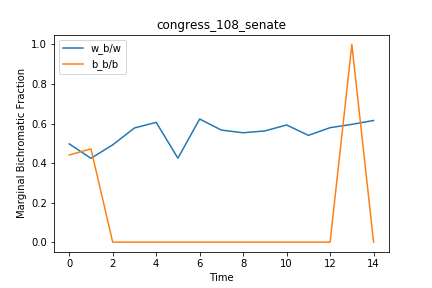 congress_108_senate
w_b/w
b_b/b
Marginal Bichromatic Fraction
1.0
0.8
0.6
0.4
0.2
0.0
0 2 4 6 8 10 12 14
Time